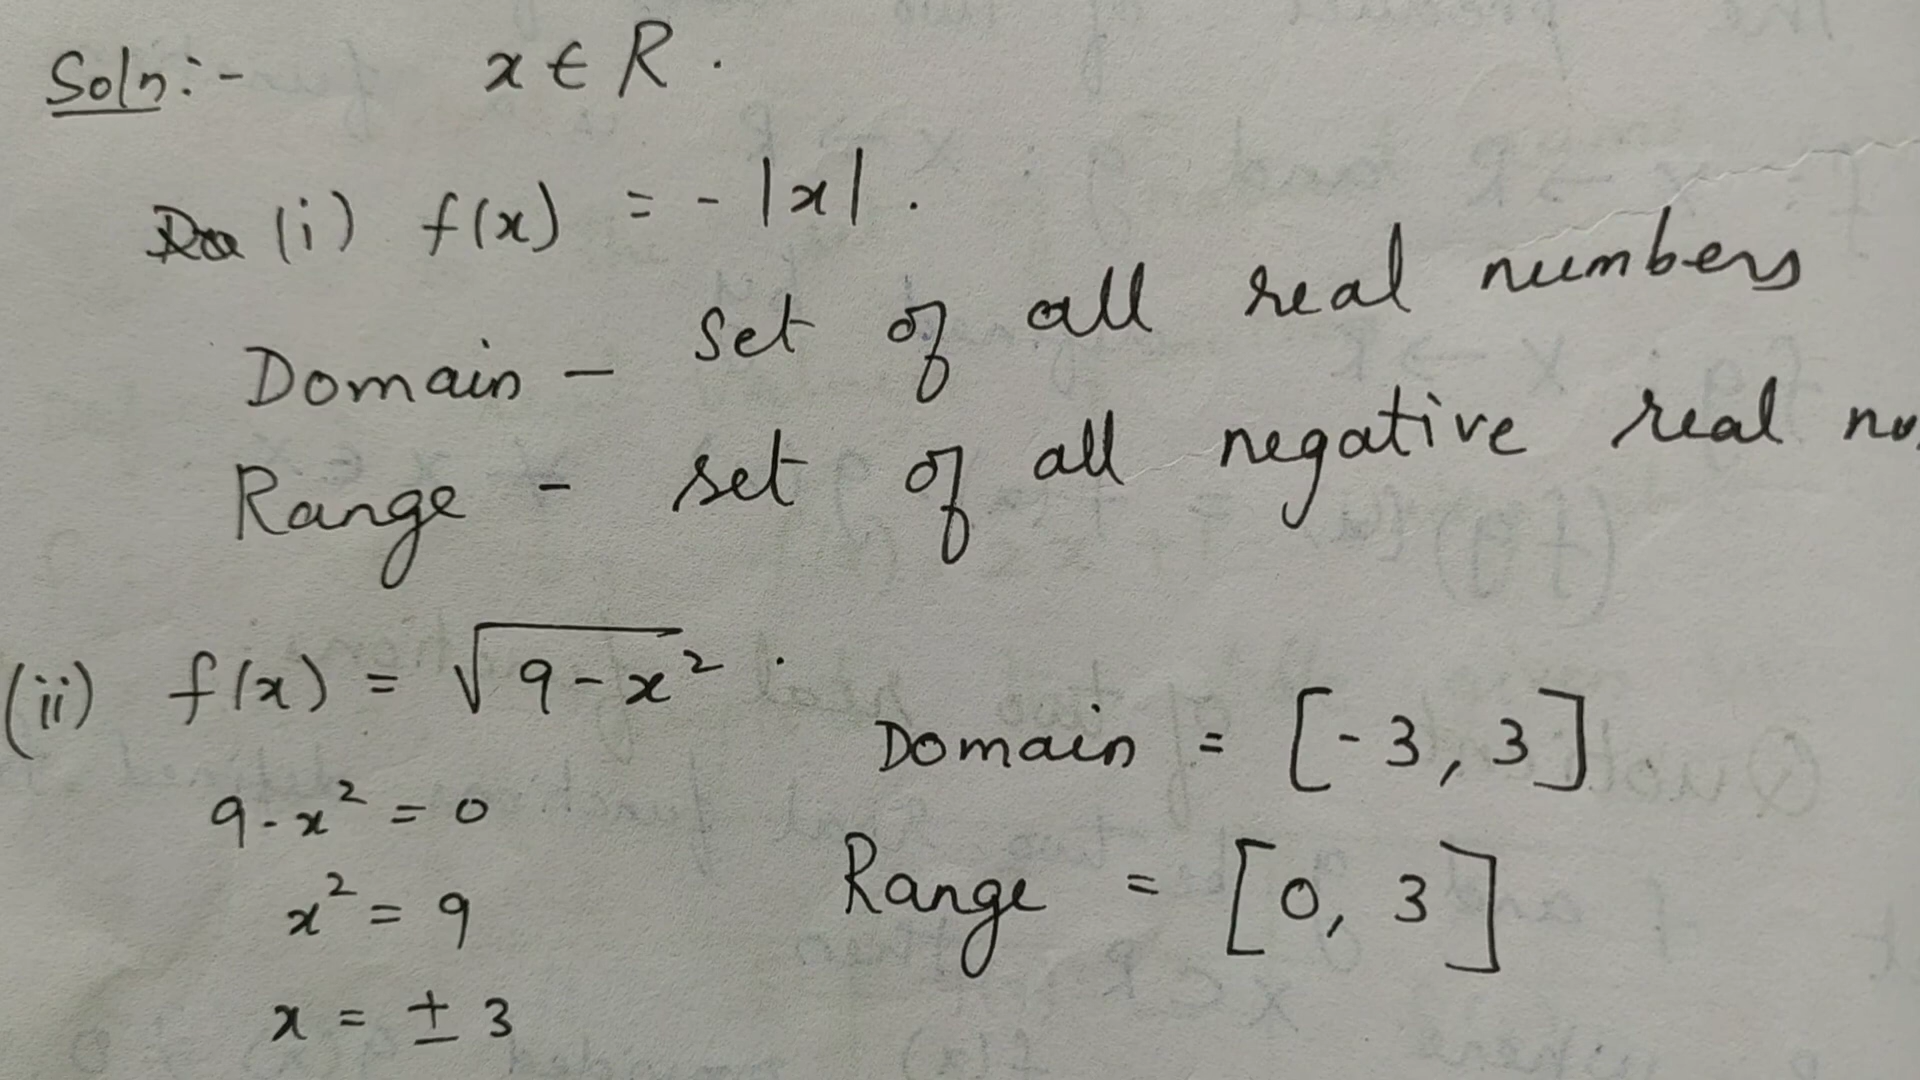 Soln:- x ∈ R.
(i) f(x) = -|x|.
Domain - set of all real numbers
Range - set of all negative real no.
(ii) f(x) = √9-x².
9-x² = 0
x² = 9
x = ± 3
Domain = [-3, 3]
Range = [0, 3]